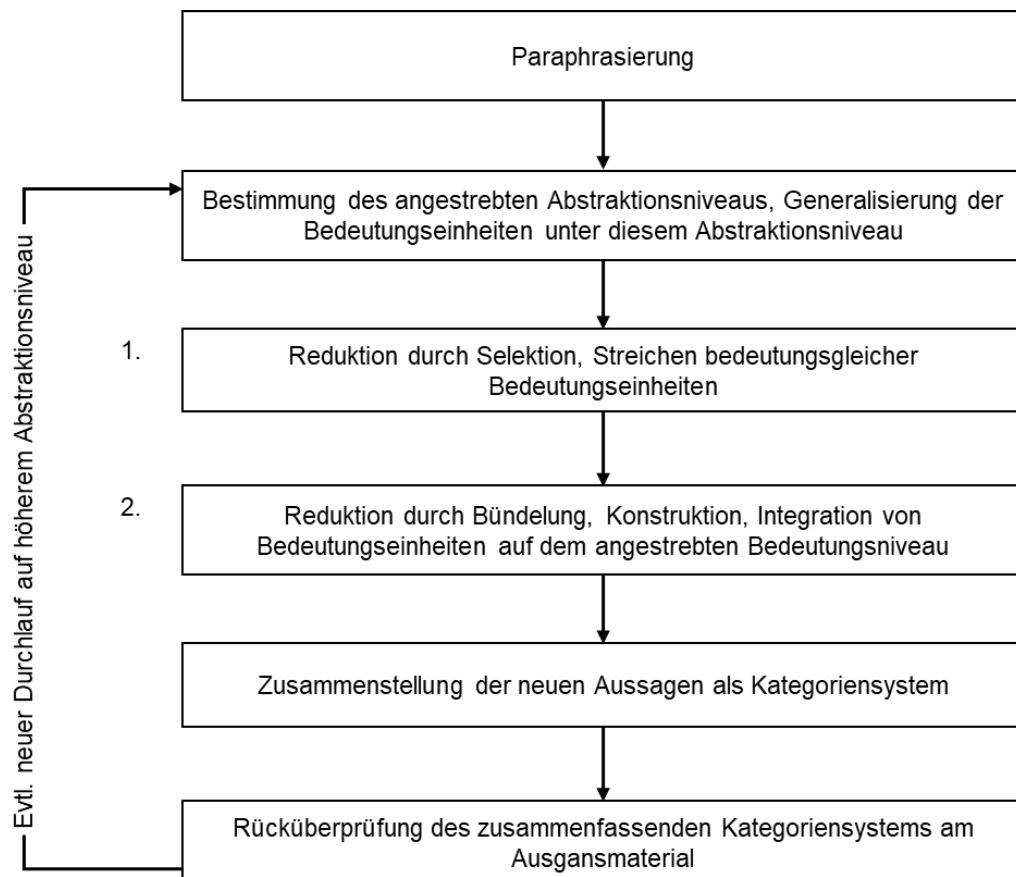 Paraphrasierung
Bestimmung des angestrebten Abstraktionsniveaus, Generalisierung der
Bedeutungseinheiten unter diesem Abstraktionsniveau
1.
Reduktion durch Selektion, Streichen bedeutungsgleicher
Bedeutungseinheiten
2.
Reduktion durch Bündelung, Konstruktion, Integration von
Bedeutungseinheiten auf dem angestrebten Bedeutungsniveau
Zusammenstellung der neuen Aussagen als Kategoriensystem
Rücküberprüfung des zusammenfassenden Kategoriensystems am
Ausgansmaterial
Evtl. neuer Durchlauf auf höherem Abstraktionsniveau